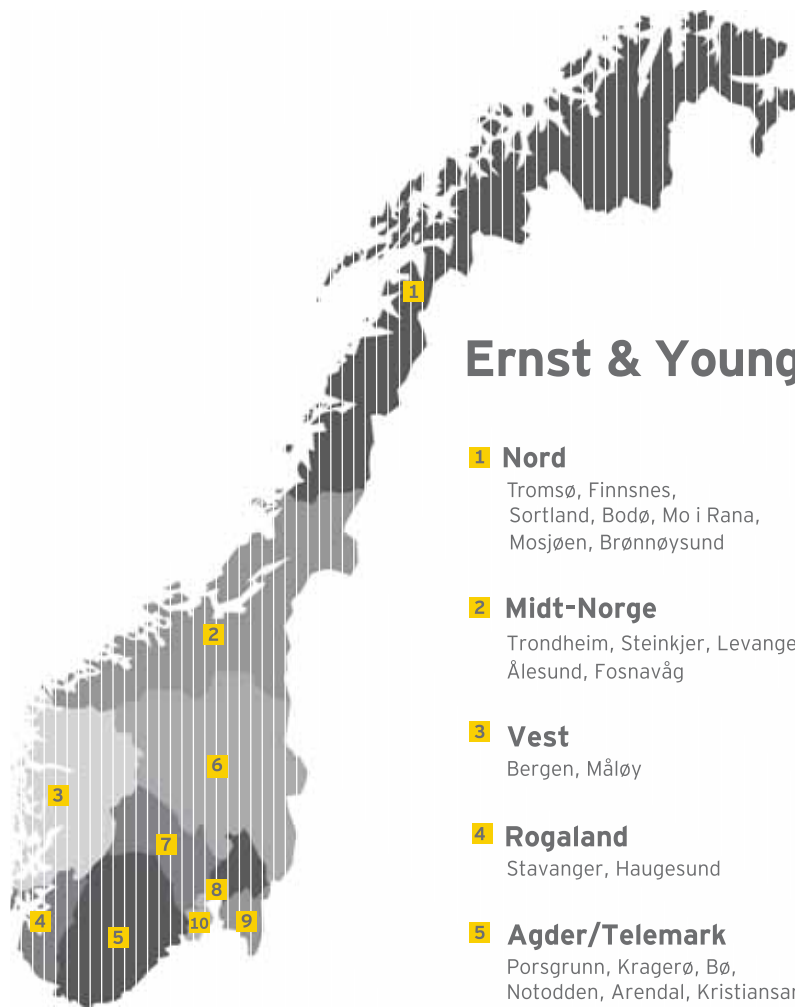 1
Ernst & Young
1 Nord
Tromsø, Finnsnes,
Sortland, Bodø, Mo i Rana,
Mosjøen, Brønnøysund
2
2 Midt-Norge
Trondheim, Steinkjer, Levange
Ålesund, Fosnavåg
3 Vest
Bergen, Måløy
6
3
4 Rogaland
Stavanger, Haugesund
7
8
4
5
10
9
5 Agder/Telemark
Porsgrunn, Kragerø, Bø,
Notodden, Arendal, Kristiansan